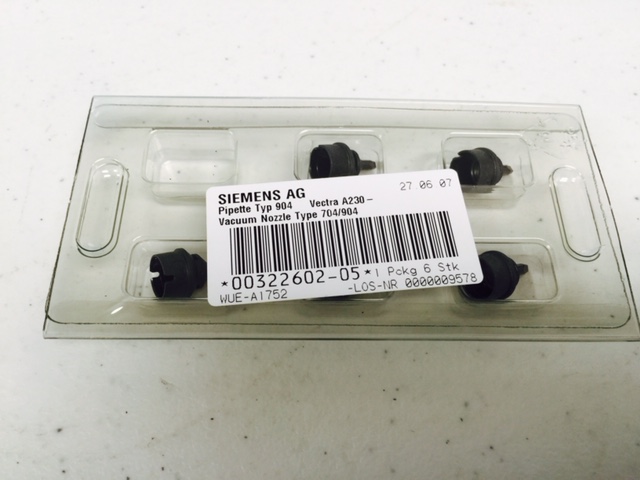 SIEMENS AG 27.06.07
Pipette Typ 904 Vectra A230-
Vacuum Nozzle Type 704/904
*00322602-05* 1 Pckg 6 Stk
WUE-A1752 -LOS-NR 0000009578